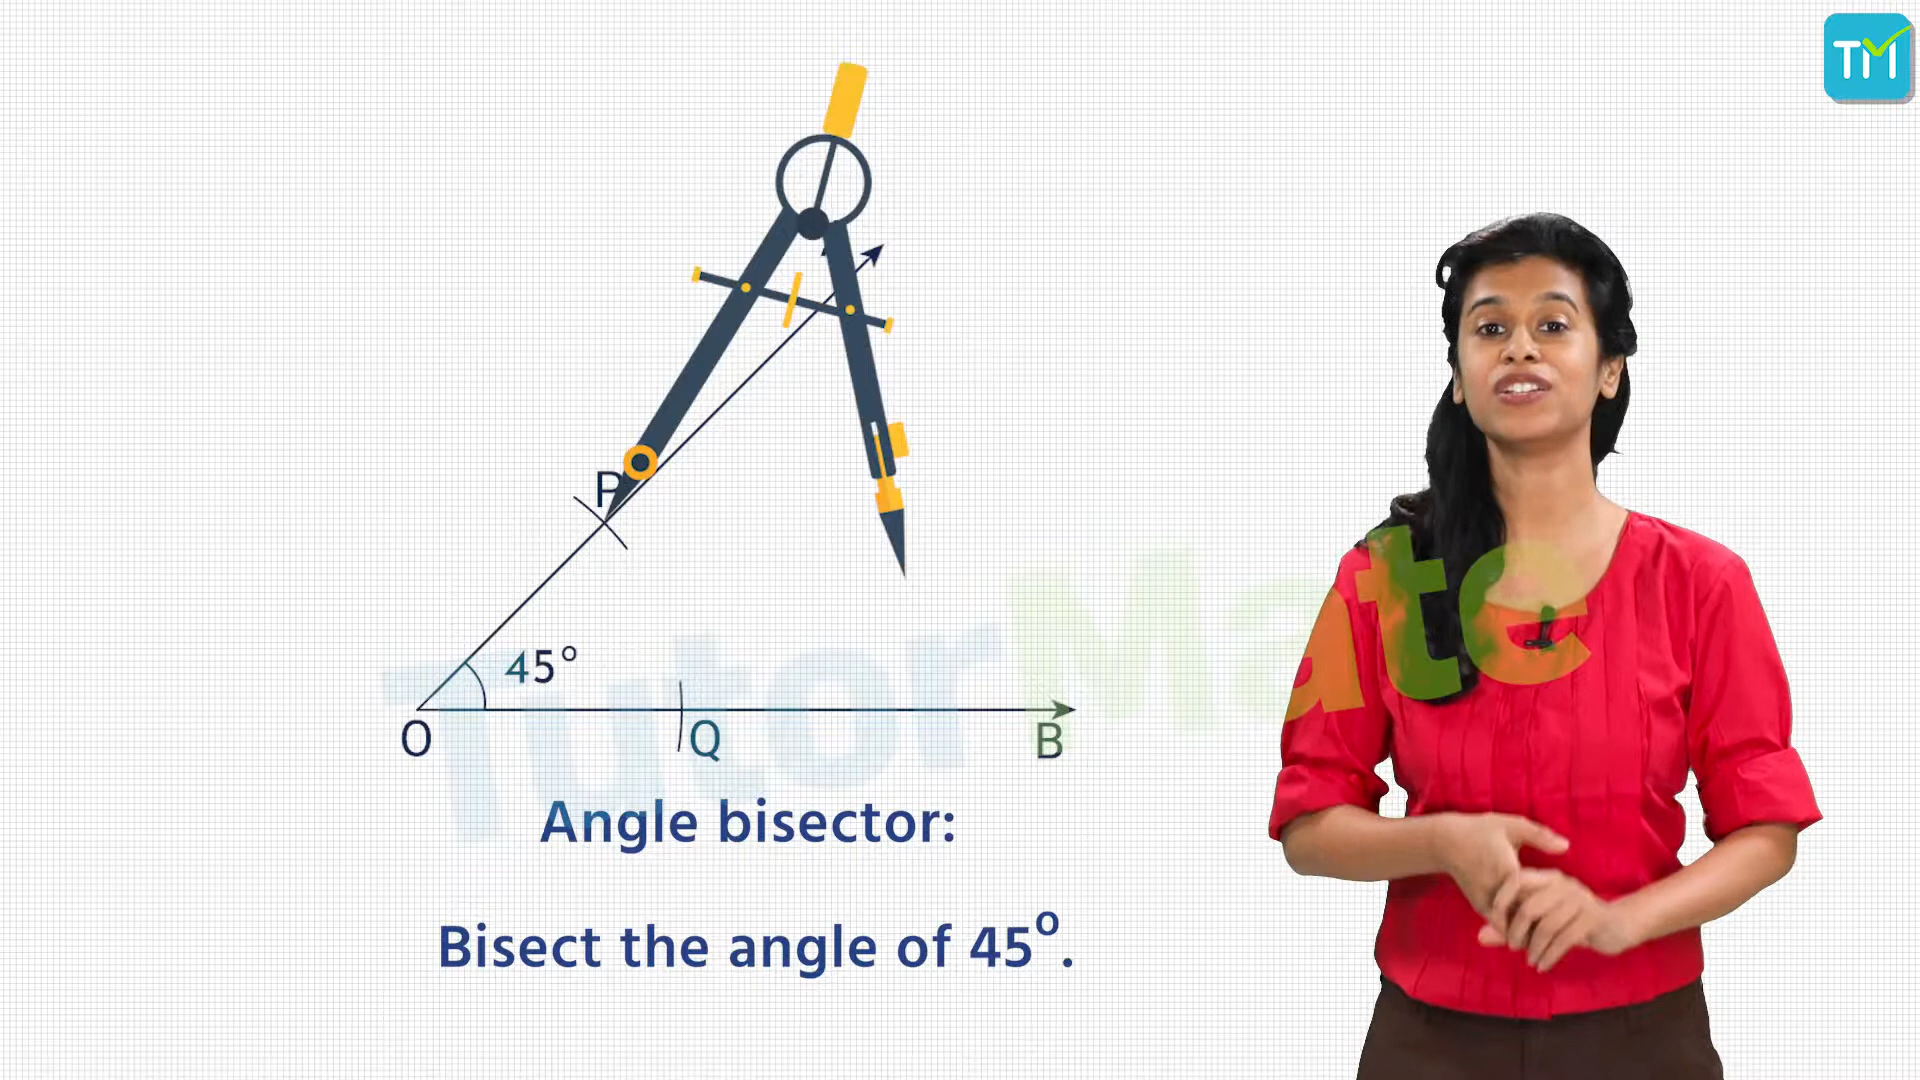 TM
P
45°
O
Q
B
TutorMate
Angle bisector:
Bisect the angle of 45°.